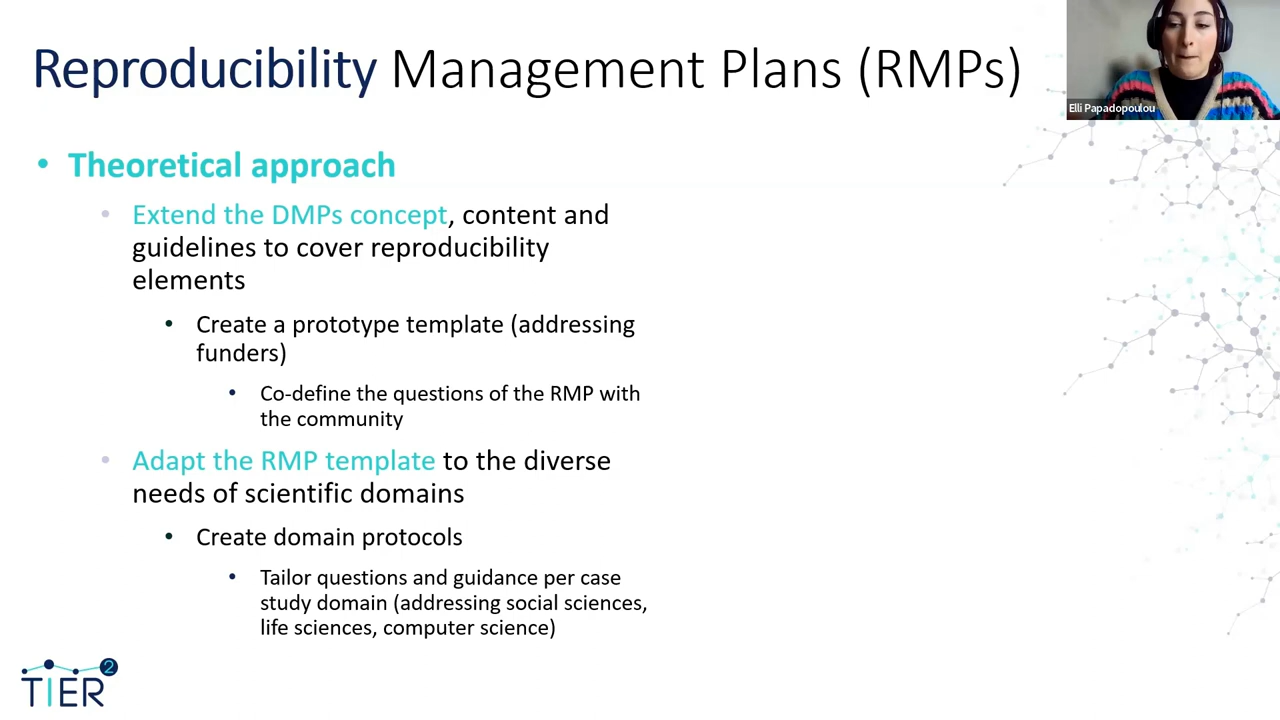 Reproducibility Management Plans (RMPs)
Elli Papadopoulou
• Theoretical approach
• Extend the DMPs concept, content and
guidelines to cover reproducibility
elements
• Create a prototype template (addressing
funders)
• Co-define the questions of the RMP with
the community
• Adapt the RMP template to the diverse
needs of scientific domains
• Create domain protocols
• Tailor questions and guidance per case
study domain (addressing social sciences,
life sciences, computer science)
TIER2